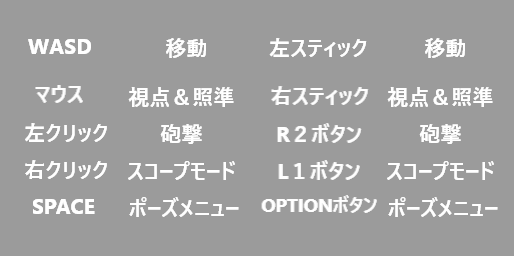 WASD 移動 左スティック 移動
マウス 視点＆照準 右スティック 視点＆照準
左クリック 砲撃 R２ボタン 砲撃
右クリック スコープモード L１ボタン スコープモード
SPACE ポーズメニュー OPTIONボタン ポーズメニュー